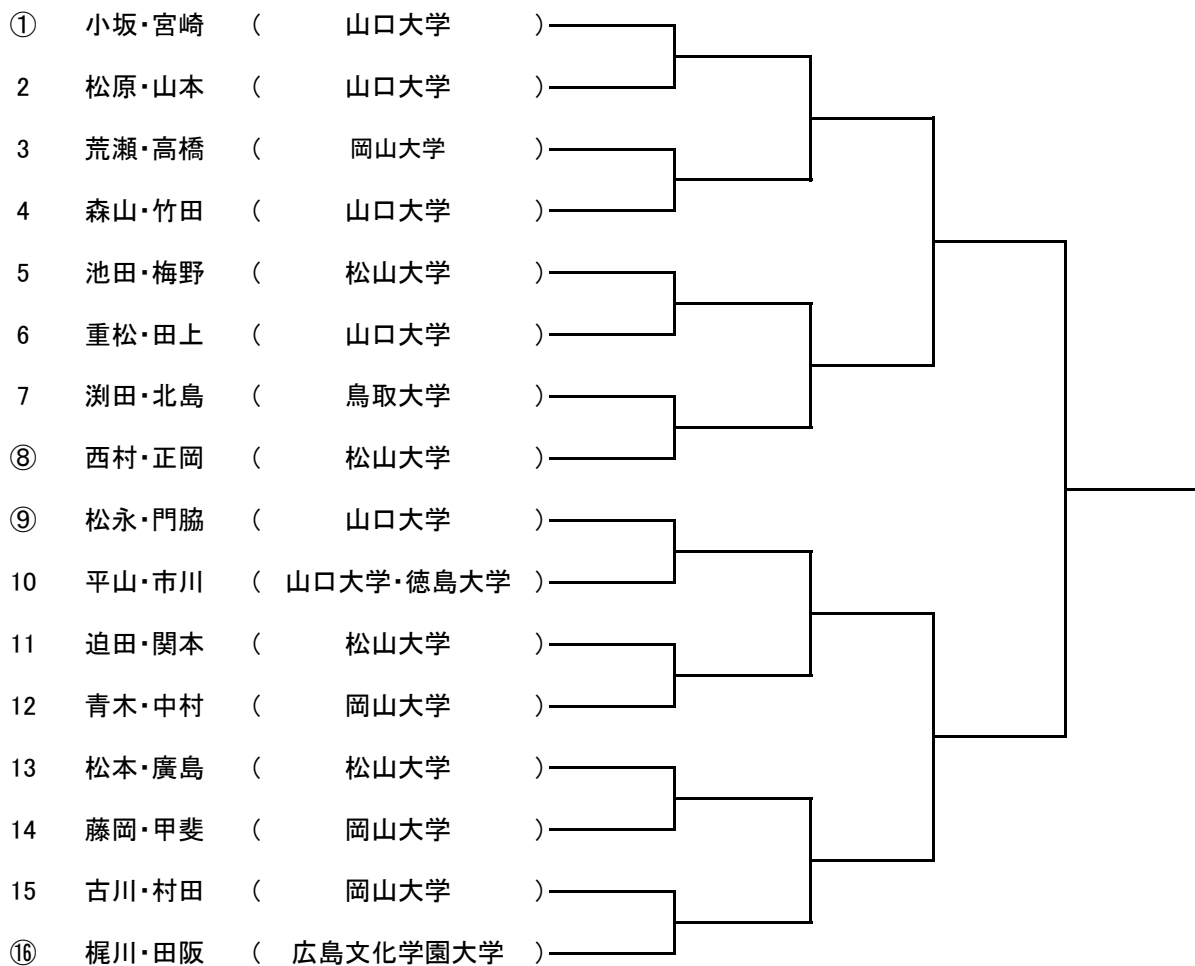 ① 小坂・宮崎 ( 山口大学 )
2 松原・山本 ( 山口大学 )
3 荒瀬・高橋 ( 岡山大学 )
4 森山・竹田 ( 山口大学 )
5 池田・梅野 ( 松山大学 )
6 重松・田上 ( 山口大学 )
7 渕田・北島 ( 鳥取大学 )
⑧ 西村・正岡 ( 松山大学 )
⑨ 松永・門脇 ( 山口大学 )
10 平山・市川 ( 山口大学・徳島大学 )
11 迫田・関本 ( 松山大学 )
12 青木・中村 ( 岡山大学 )
13 松本・廣島 ( 松山大学 )
14 藤岡・甲斐 ( 岡山大学 )
15 古川・村田 ( 岡山大学 )
⑯ 梶川・田阪 ( 広島文化学園大学 )